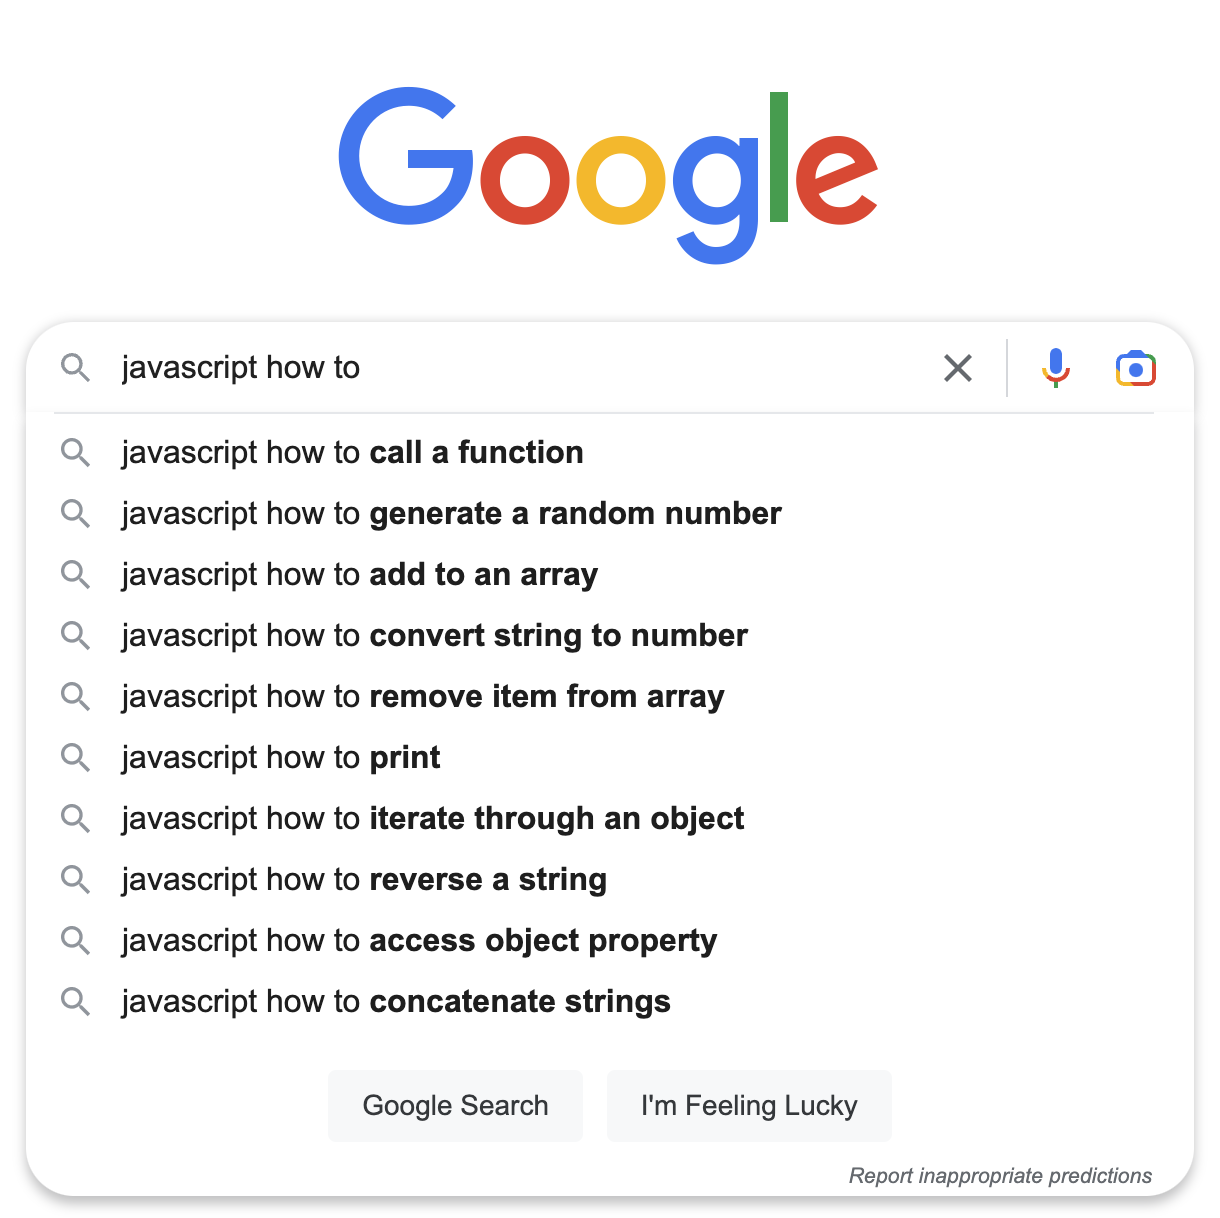 Google
javascript how to
javascript how to call a function
javascript how to generate a random number
javascript how to add to an array
javascript how to convert string to number
javascript how to remove item from array
javascript how to print
javascript how to iterate through an object
javascript how to reverse a string
javascript how to access object property
javascript how to concatenate strings
Google Search
I'm Feeling Lucky
Report inappropriate predictions